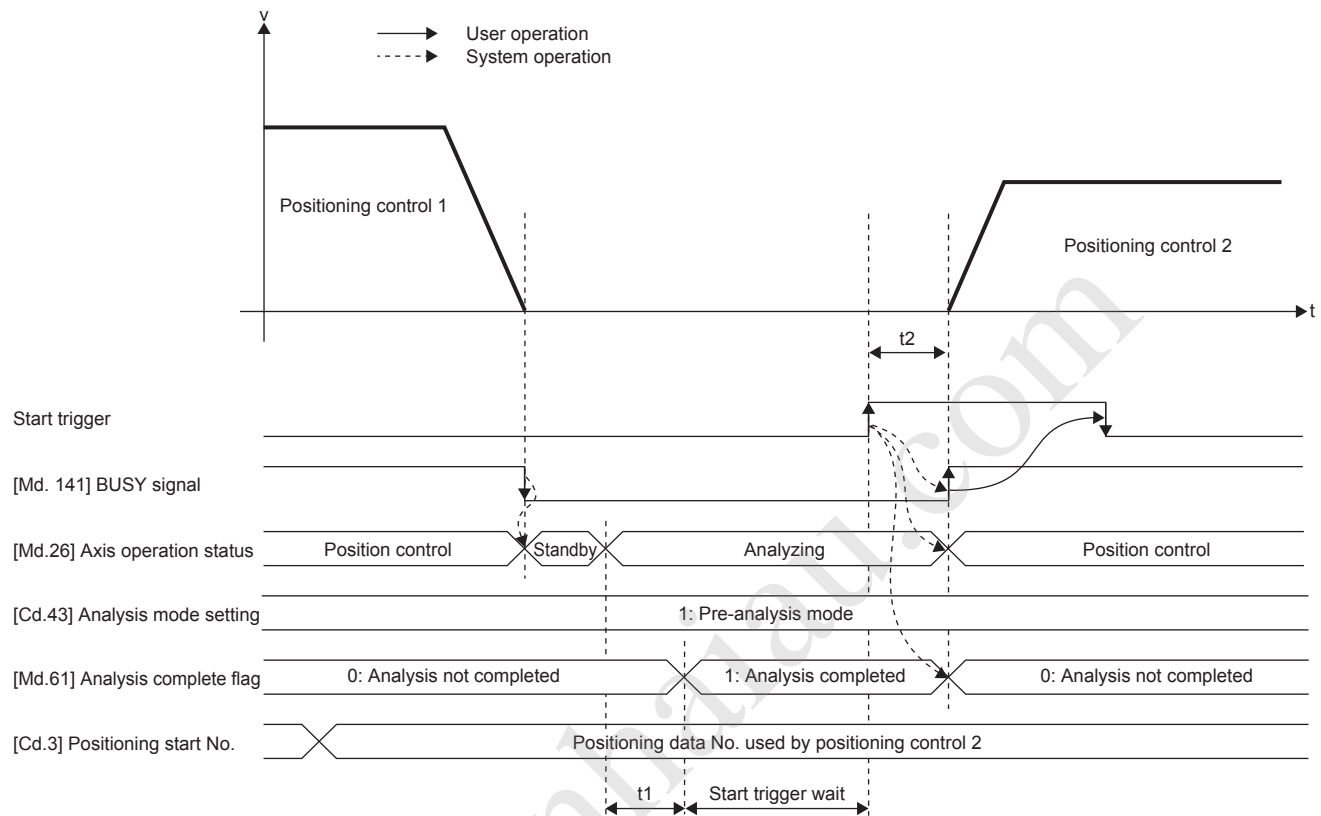 v
User operation
System operation
Positioning control 1
Positioning control 2
t
t2
Start trigger
[Md. 141] BUSY signal
[Md.26] Axis operation status
Position control
Standby
Analyzing
Position control
[Cd.43] Analysis mode setting
1: Pre-analysis mode
[Md.61] Analysis complete flag
0: Analysis not completed
1: Analysis completed
0: Analysis not completed
[Cd.3] Positioning start No.
Positioning data No. used by positioning control 2
t1
Start trigger wait